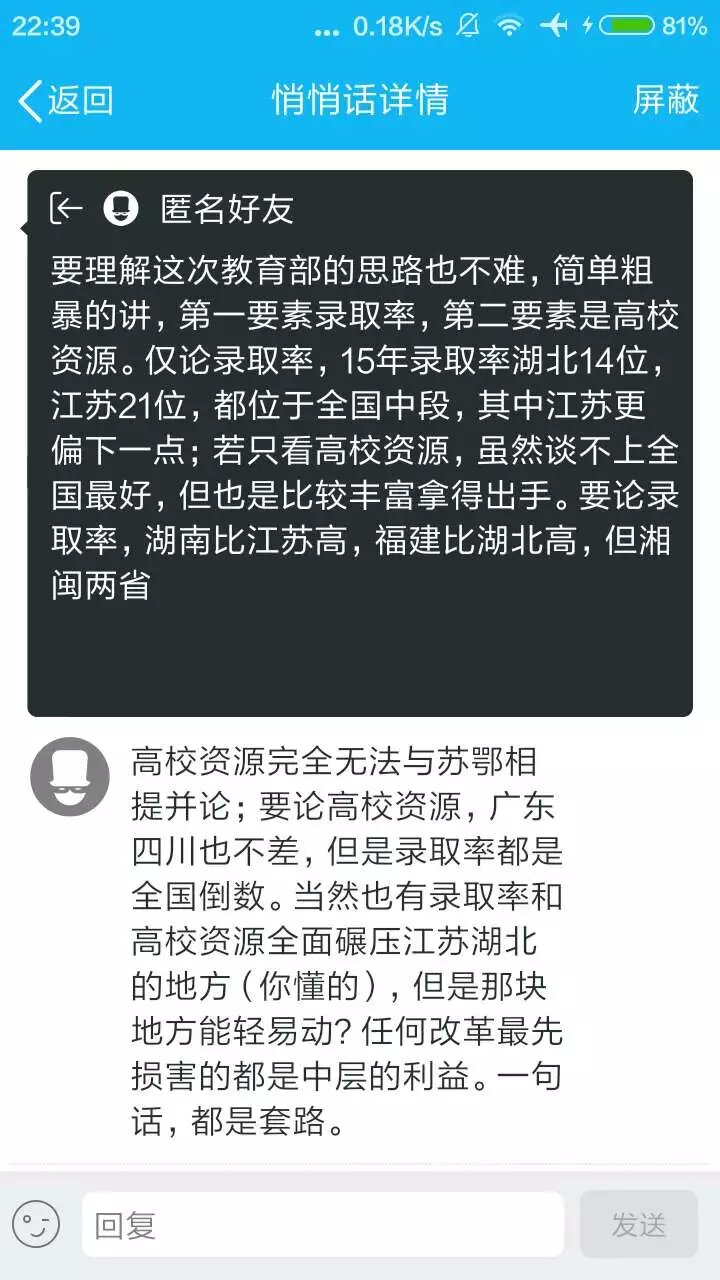 22:39 ... 0.18K/s 81%
返回 悄悄话详情 屏蔽
匿名好友
要理解这次教育部的思路也不难，简单粗
暴的讲，第一要素录取率，第二要素是高校
资源。仅论录取率，15年录取率湖北14位，
江苏21位，都位于全国中段，其中江苏更
偏下一点；若只看高校资源，虽然谈不上全
国最好，但也是比较丰富拿得出手。要论录
取率，湖南比江苏高，福建比湖北高，但湘
闽两省
高校资源完全无法与苏鄂相
提并论；要论高校资源，广东
四川也不差，但是录取率都是
全国倒数。当然也有录取率和
高校资源全面碾压江苏湖北
的地方（你懂的），但是那块
地方能轻易动？任何改革最先
损害的都是中层的利益。一句
话，都是套路。
回复 发送